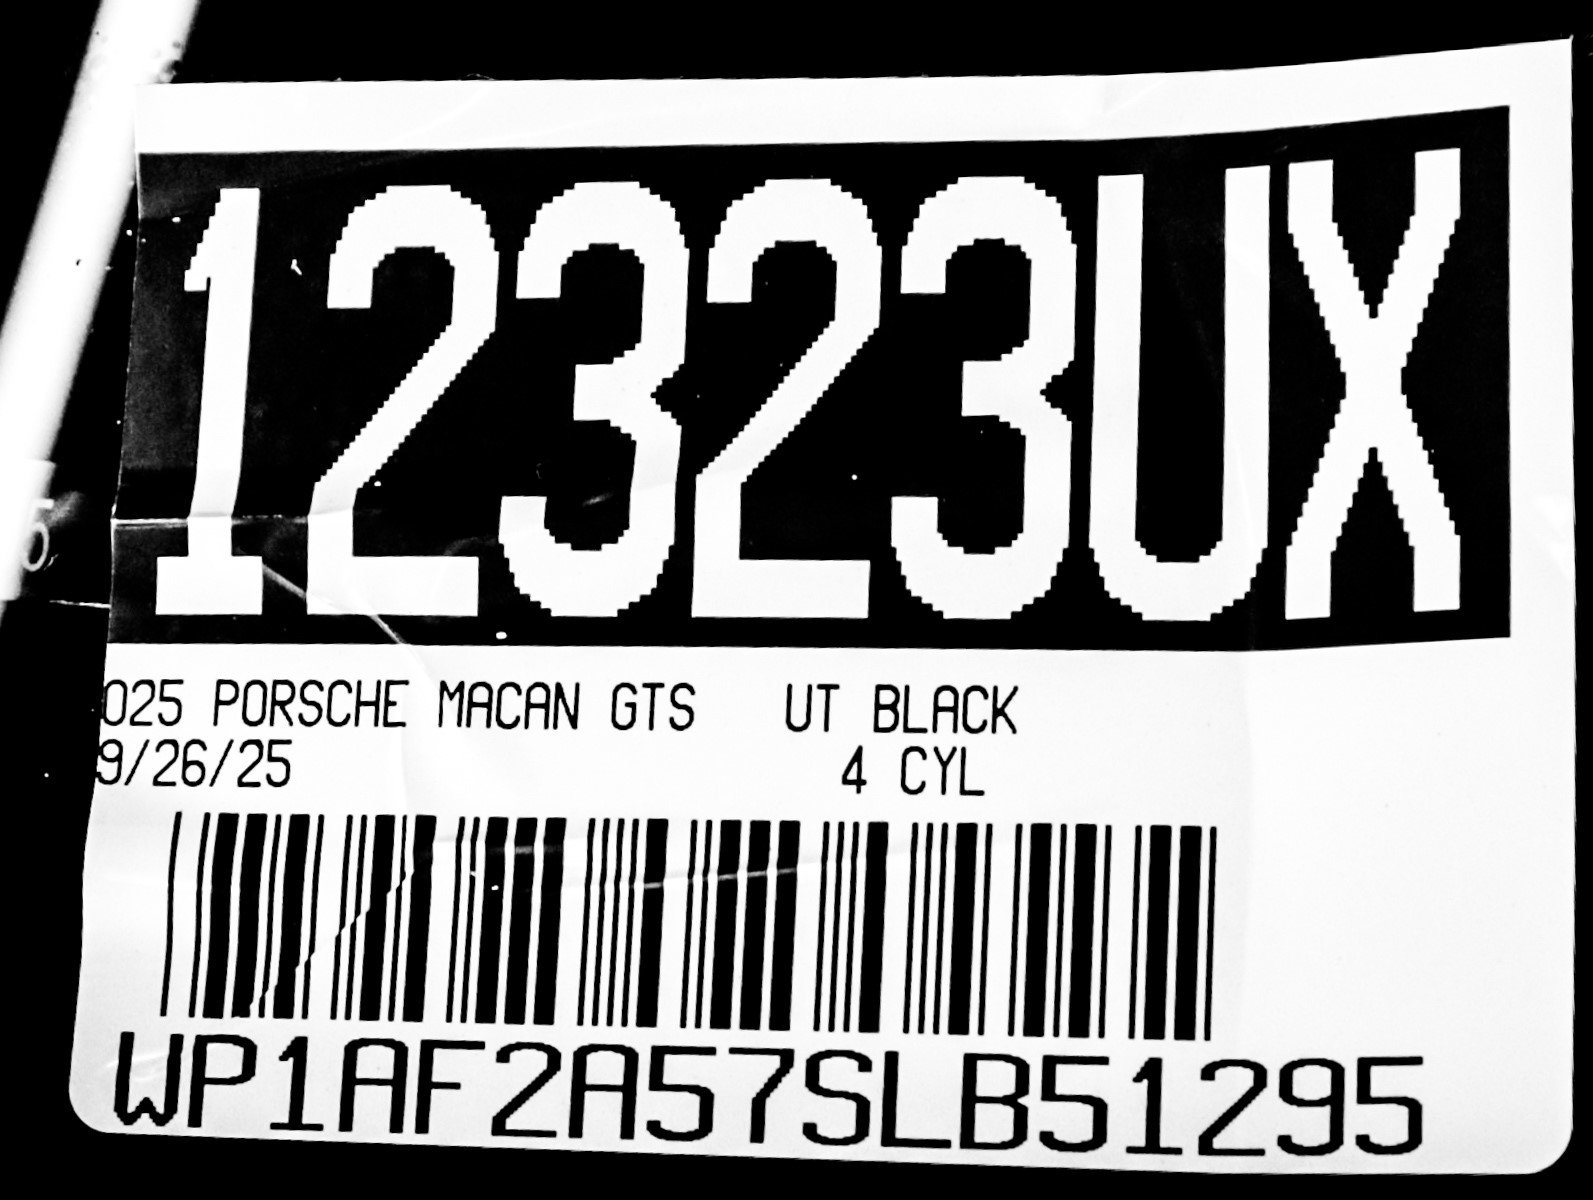 12323UX
025 PORSCHE MACAN GTS UT BLACK
9/26/25 4 CYL
WP1AF2A57SLB51295